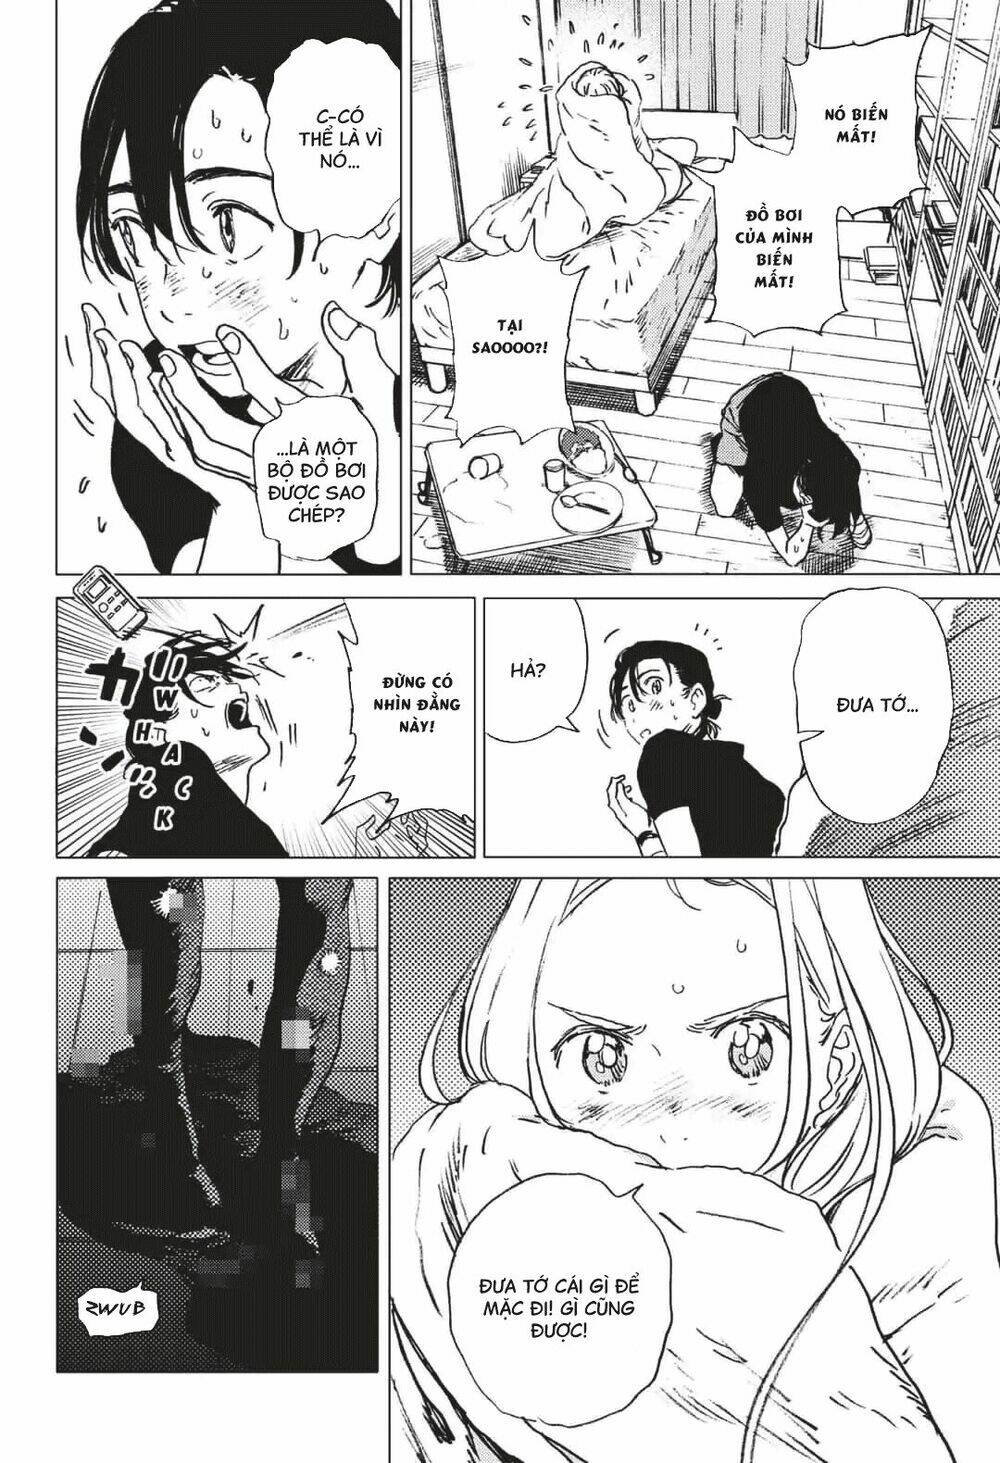 NÓ BIẾN
MẤT!
ĐỒ BƠI
CỦA MÌNH
BIẾN
MẤT!
TẠI
SAOOOO?!
C-CÓ
THỂ LÀ VÌ
NÓ...
...LÀ MỘT
BỘ ĐỒ BƠI
ĐƯỢC SAO
CHÉP?
ĐƯA TỚ...
HẢ?
ĐỪNG CÓ
NHÌN ĐẰNG
NÀY!
WHACK
ĐƯA TỚ CÁI GÌ ĐỂ
MẶC ĐI! GÌ CŨNG
ĐƯỢC!
ZWUB